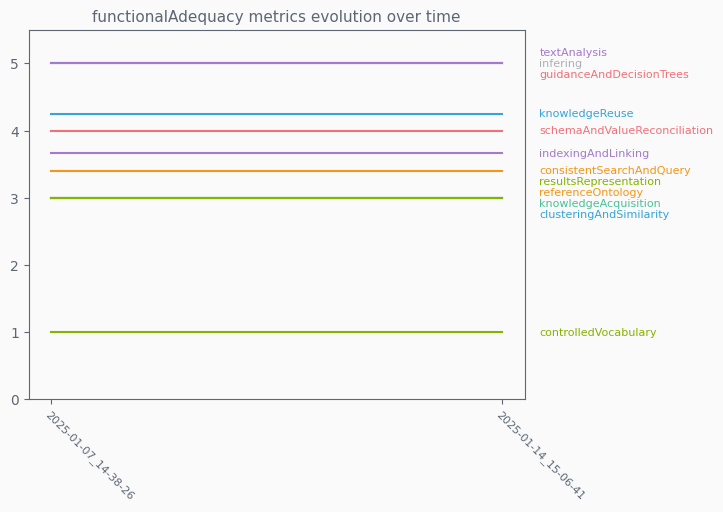 functionalAdequacy metrics evolution over time
5
4
3
2
1
0
textAnalysis
infering
guidanceAndDecisionTrees
knowledgeReuse
schemaAndValueReconciliation
indexingAndLinking
consistentSearchAndQuery
resultsRepresentation
referenceOntology
knowledgeAcquisition
clusteringAndSimilarity
controlledVocabulary
2025-01-07_14-38-26
2025-01-14_15-06-41